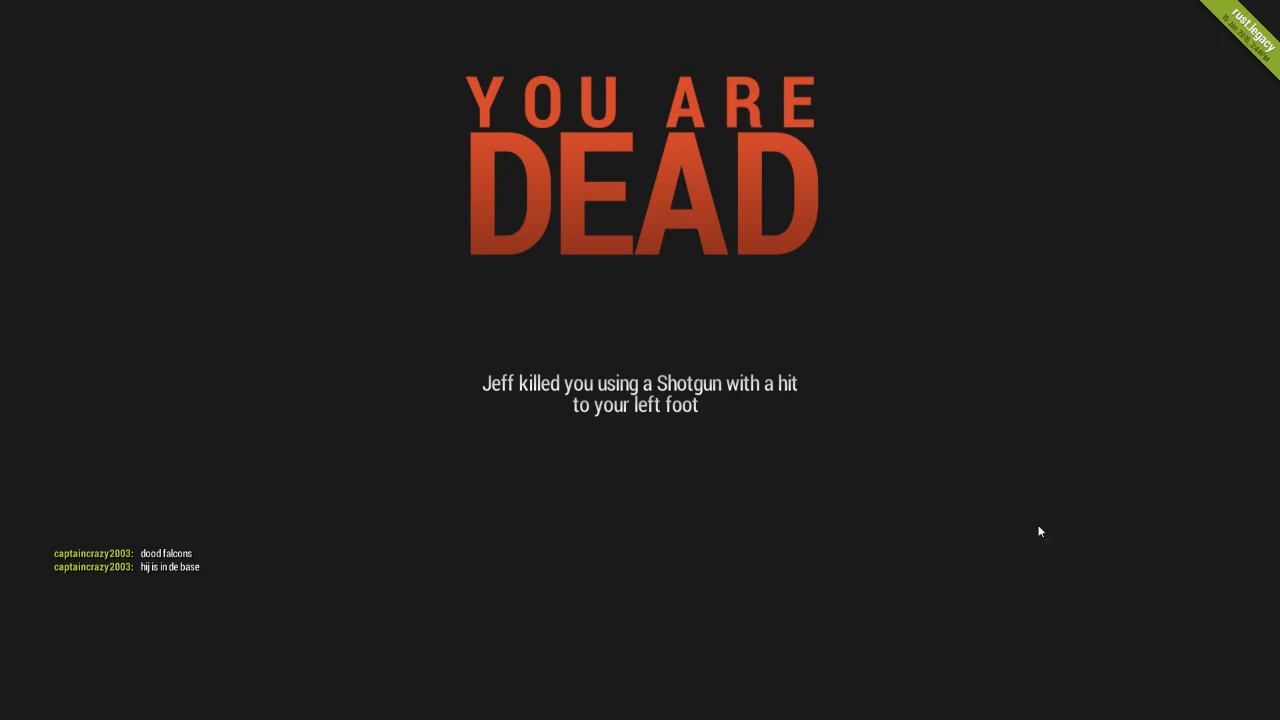 rust.legacy
YOU ARE
DEAD
Jeff killed you using a Shotgun with a hit
to your left foot
captaincrazy2003: dood falcons
captaincrazy2003: hij is in de base